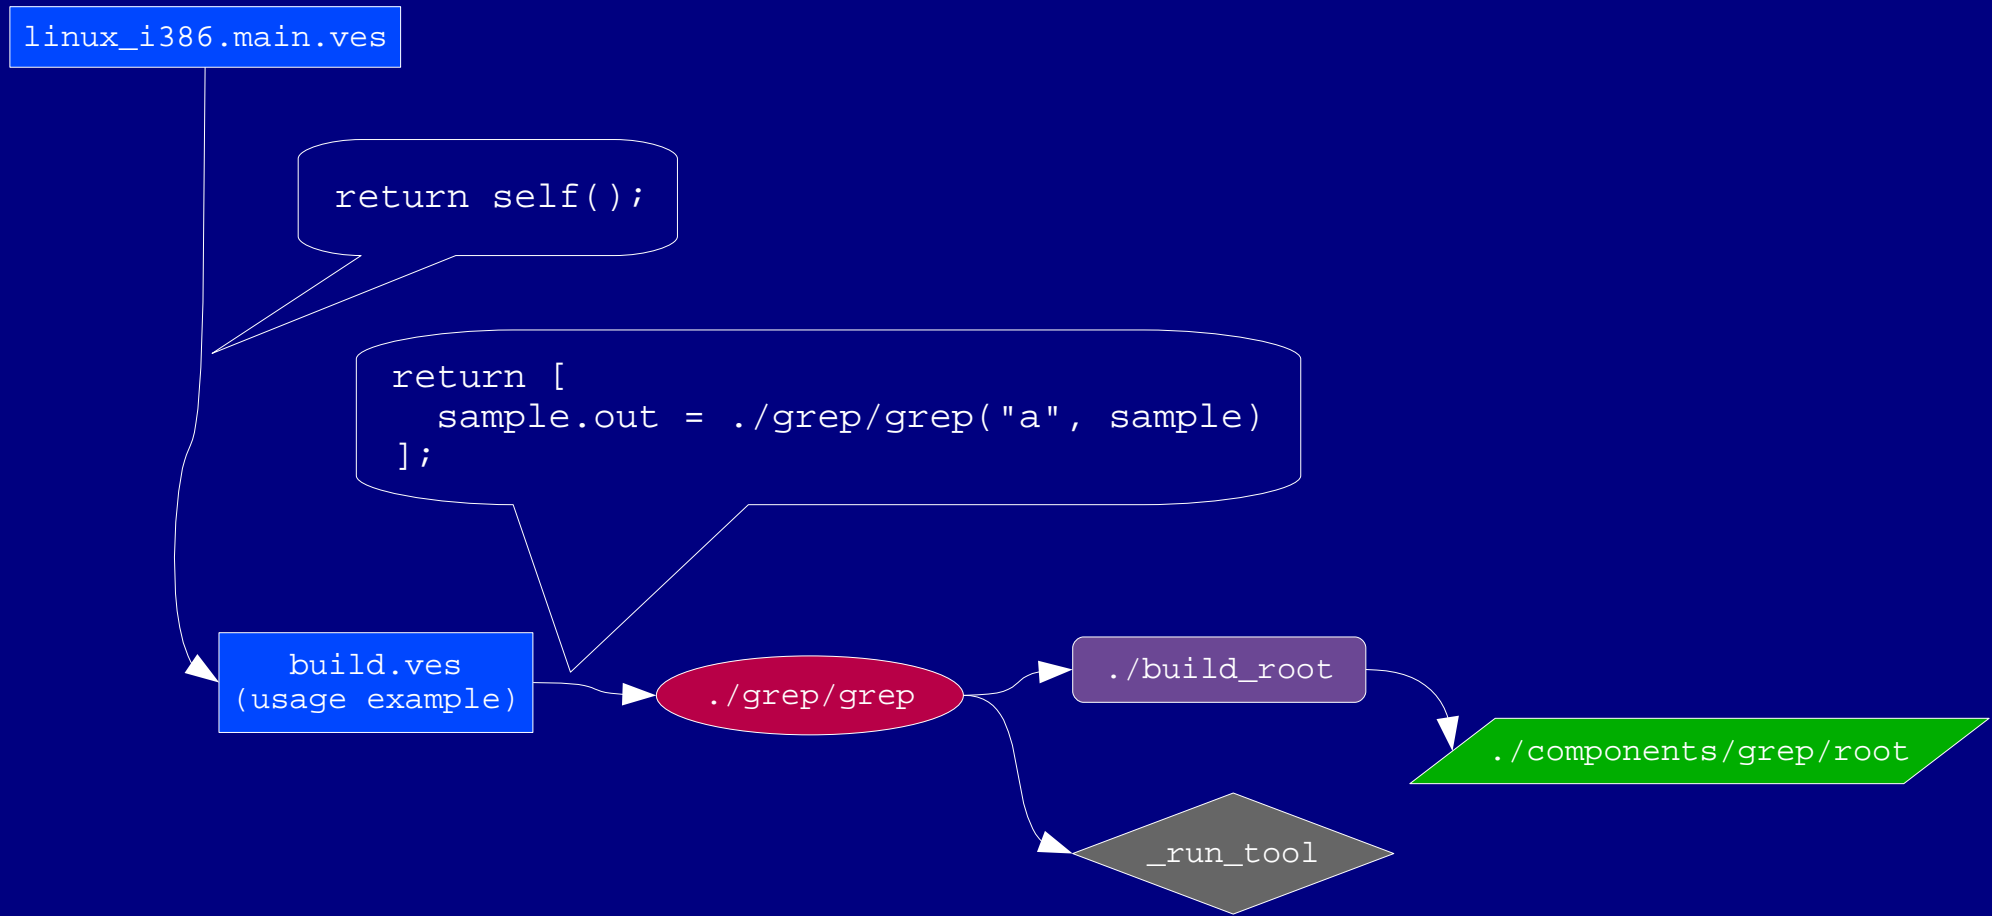 linux_i386.main.ves
return self();
return [
  sample.out = ./grep/grep("a", sample)
];
build.ves
(usage example)
./grep/grep
./build_root
./components/grep/root
_run_tool